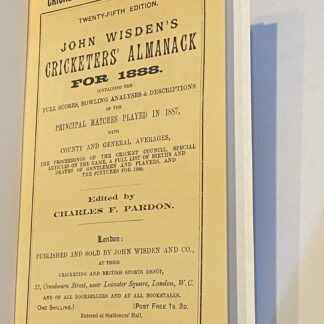 TWENTY-FIFTH EDITION.
JOHN WISDEN'S
CRICKETERS' ALMANACK
FOR 1888.
CONTAINING THE
FULL SCORES, BOWLING ANALYSES & DESCRIPTIONS
OF THE
PRINCIPAL MATCHES PLAYED IN 1887,
WITH
COUNTY AND GENERAL AVERAGES,
THE PROCEEDINGS OF THE CRICKET COUNCIL, SPECIAL
ARTICLES ON THE GAME, A FULL LIST OF BIRTHS AND
DEATHS OF GENTLEMEN AND PLAYERS, AND
THE FIXTURES FOR 1888.
Edited by
CHARLES F. PARDON.
London:
PUBLISHED AND SOLD BY JOHN WISDEN AND CO.,
AT THEIR
CRICKETING AND BRITISH SPORTS DEPÔT,
21, Cranbourn Street, near Leicester Square, London, W.C.
AND OF ALL BOOKSELLERS AND AT ALL BOOKSTALLS.
ONE SHILLING.] [POST FREE 1s. 3D.
Entered at Stationers' Hall.